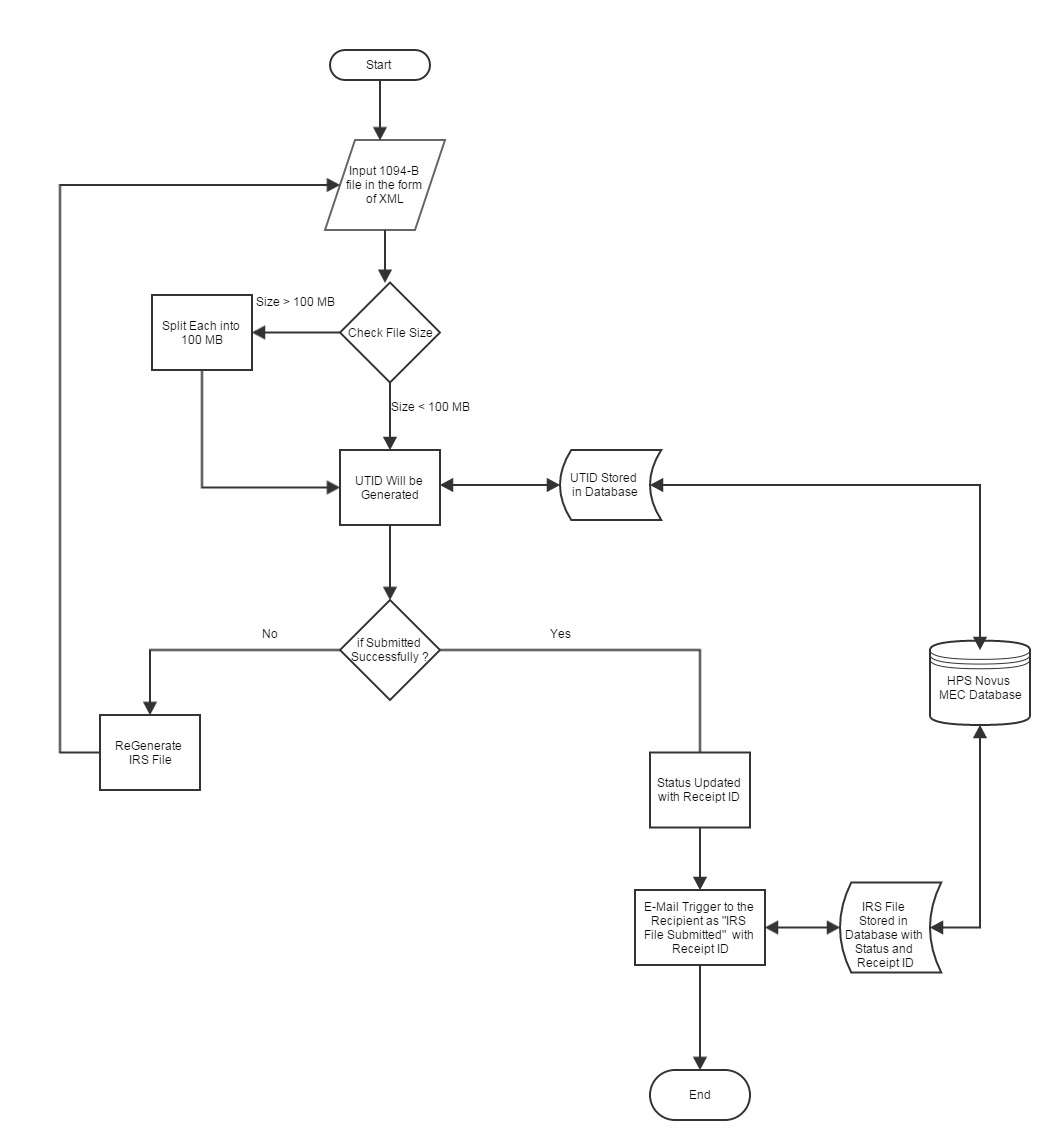 Start
Input 1094-B
file in the form
of XML
Size > 100 MB
Split Each into
100 MB
Check File Size
Size < 100 MB
UTID Will be
Generated
UTID Stored
in Database
No
if Submitted
Successfully ?
Yes
HPS Novus
MEC Database
ReGenerate
IRS File
Status Updated
with Receipt ID
E-Mail Trigger to the
Recipient as "IRS
File Submitted" with
Receipt ID
IRS File
Stored in
Database with
Status and
Receipt ID
End